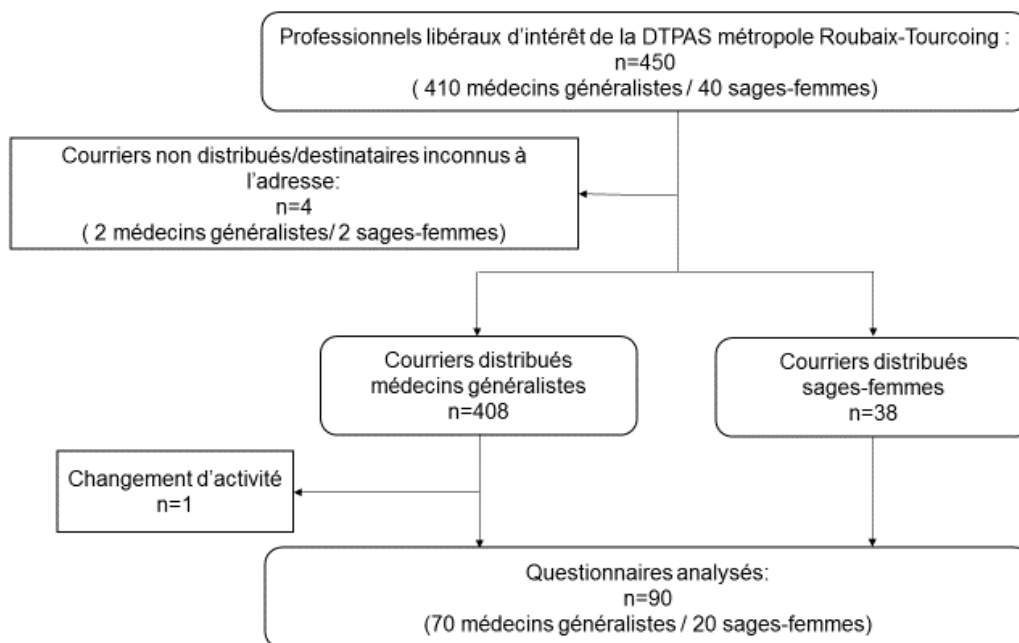 Professionnels libéraux d’intérêt de la DTPAS métropole Roubaix-Tourcoing :
n=450
( 410 médecins généralistes / 40 sages-femmes)
Courriers non distribués/destinataires inconnus à
l’adresse:
n=4
( 2 médecins généralistes/ 2 sages-femmes)
Courriers distribués
médecins généralistes
n=408
Courriers distribués
sages-femmes
n=38
Changement d’activité
n=1
Questionnaires analysés:
n=90
(70 médecins généralistes / 20 sages-femmes)